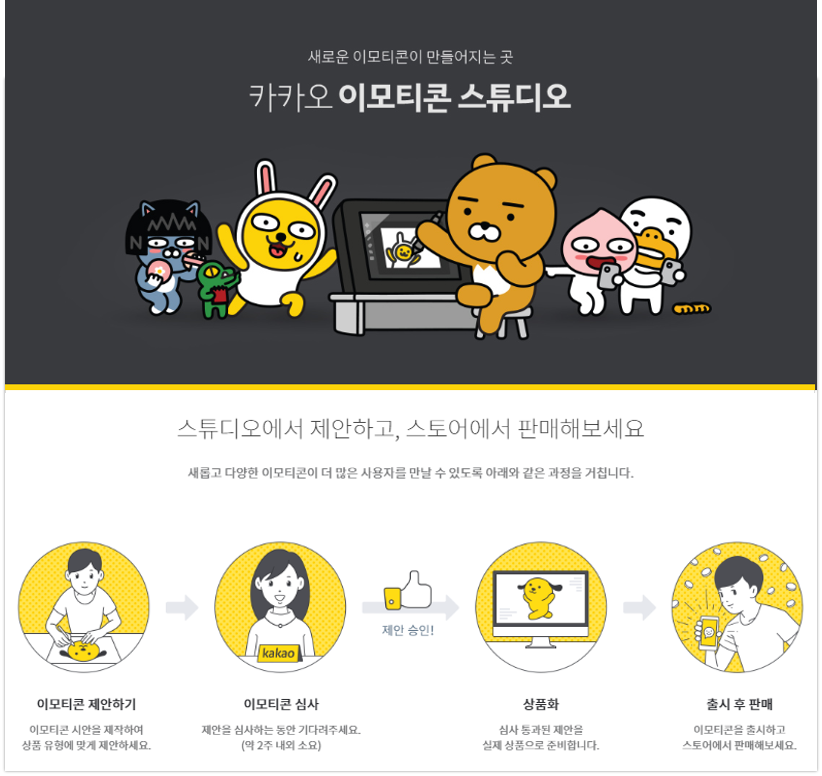 새로운 이모티콘이 만들어지는 곳
카카오 이모티콘 스튜디오
N N
스튜디오에서 제안하고, 스토어에서 판매해보세요
새롭고 다양한 이모티콘이 더 많은 사용자를 만날 수 있도록 아래와 같은 과정을 거칩니다.
kakao
제안 승인!
이모티콘 제안하기
이모티콘 시안을 제작하여
상품 유형에 맞게 제안하세요.
이모티콘 심사
제안을 심사하는 동안 기다려주세요.
(약 2주 내외 소요)
상품화
심사 통과된 제안을
실제 상품으로 준비합니다.
출시 후 판매
이모티콘을 출시하고
스토어에서 판매해보세요.